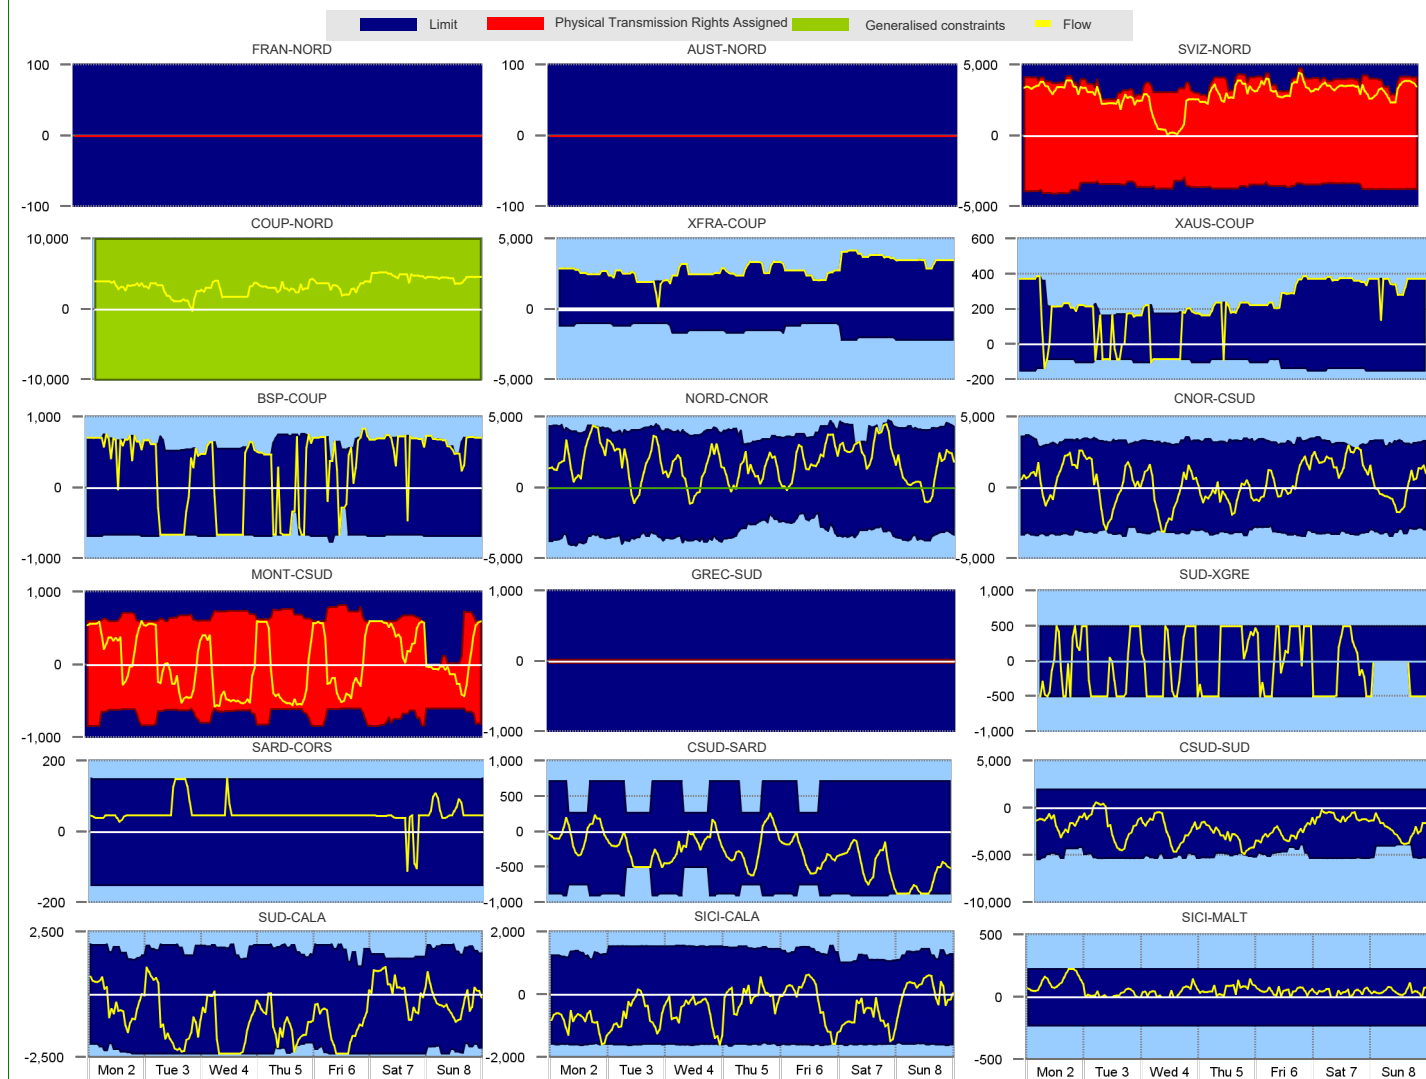 Limit Physical Transmission Rights Assigned Generalised constraints Flow
FRAN-NORD AUST-NORD SVIZ-NORD
100 100 5,000
0 0 0
-100 -100 -5,000
COUP-NORD XFRA-COUP XAUS-COUP
10,000 5,000 600
400
200
0 0 0
-10,000 -5,000 -200
BSP-COUP NORD-CNOR CNOR-CSUD
1,000 5,000 5,000
0 0 0
-1,000 -5,000 -5,000
MONT-CSUD GREC-SUD SUD-XGRE
1,000 1,000 1,000
500
0 0 0
-500
-1,000 -1,000 -1,000
SARD-CORS CSUD-SARD CSUD-SUD
200 1,000 5,000
500
0 0 0
-500 -5,000
-200 -1,000 -10,000
SUD-CALA SICI-CALA SICI-MALT
2,500 2,000 500
0 0 0
-2,500 -2,000 -500
Mon 2 Tue 3 Wed 4 Thu 5 Fri 6 Sat 7 Sun 8 Mon 2 Tue 3 Wed 4 Thu 5 Fri 6 Sat 7 Sun 8 Mon 2 Tue 3 Wed 4 Thu 5 Fri 6 Sat 7 Sun 8